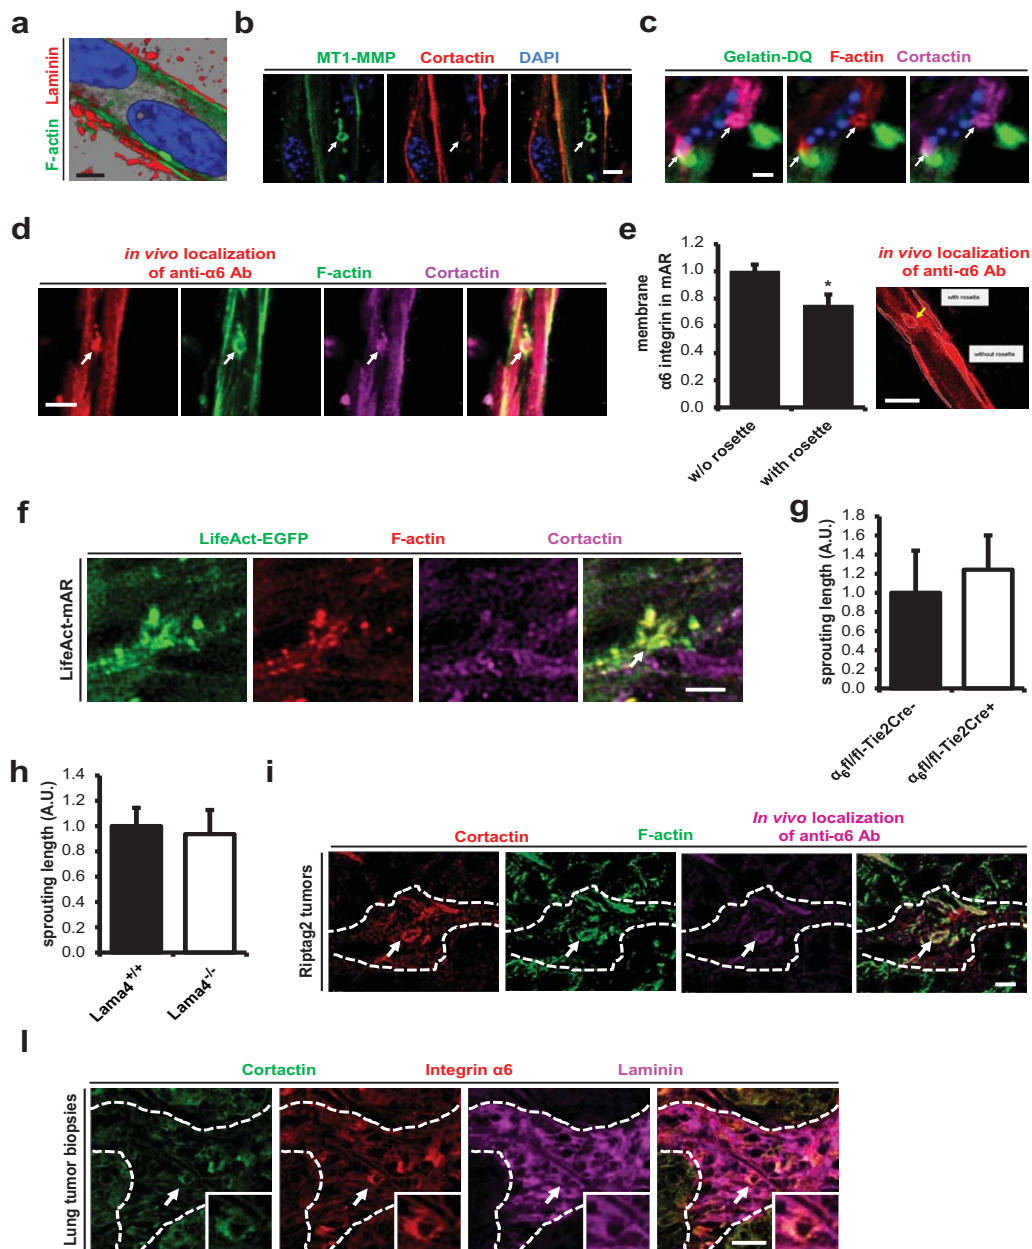 a
F-actin Laminin
b
MT1-MMP Cortactin DAPI
c
Gelatin-DQ F-actin Cortactin
d
in vivo localization
of anti-α6 Ab
F-actin
Cortactin
e
membrane
α6 integrin in mAR
1.2
1.0
0.8
0.6
0.4
0.2
0.0
*
w/o rosette
with rosette
in vivo localization
of anti-α6 Ab
with rosette
without rosette
f
LifeAct-EGFP F-actin Cortactin
LifeAct-mAR
g
sprouting length (A.U.)
1.8
1.6
1.4
1.2
1.0
0.8
0.6
0.4
0.2
0.0
α6fl/fl-Tie2Cre-
α6fl/fl-Tie2Cre+
h
sprouting length (A.U.)
1.4
1.2
1.0
0.8
0.6
0.4
0.2
0.0
Lama4+/+
Lama4-/-
i
Cortactin
F-actin
In vivo localization
of anti-α6 Ab
Riptag2 tumors
l
Cortactin Integrin α6 Laminin
Lung tumor biopsies